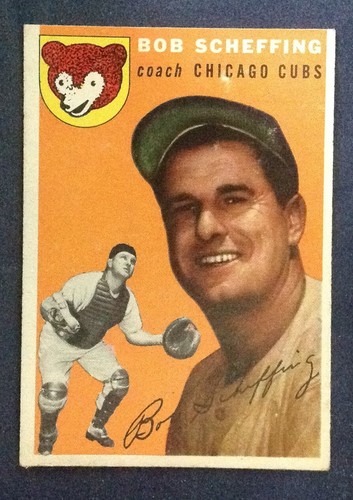 BOB SCHEFFING
coach CHICAGO CUBS
Bob Scheffing